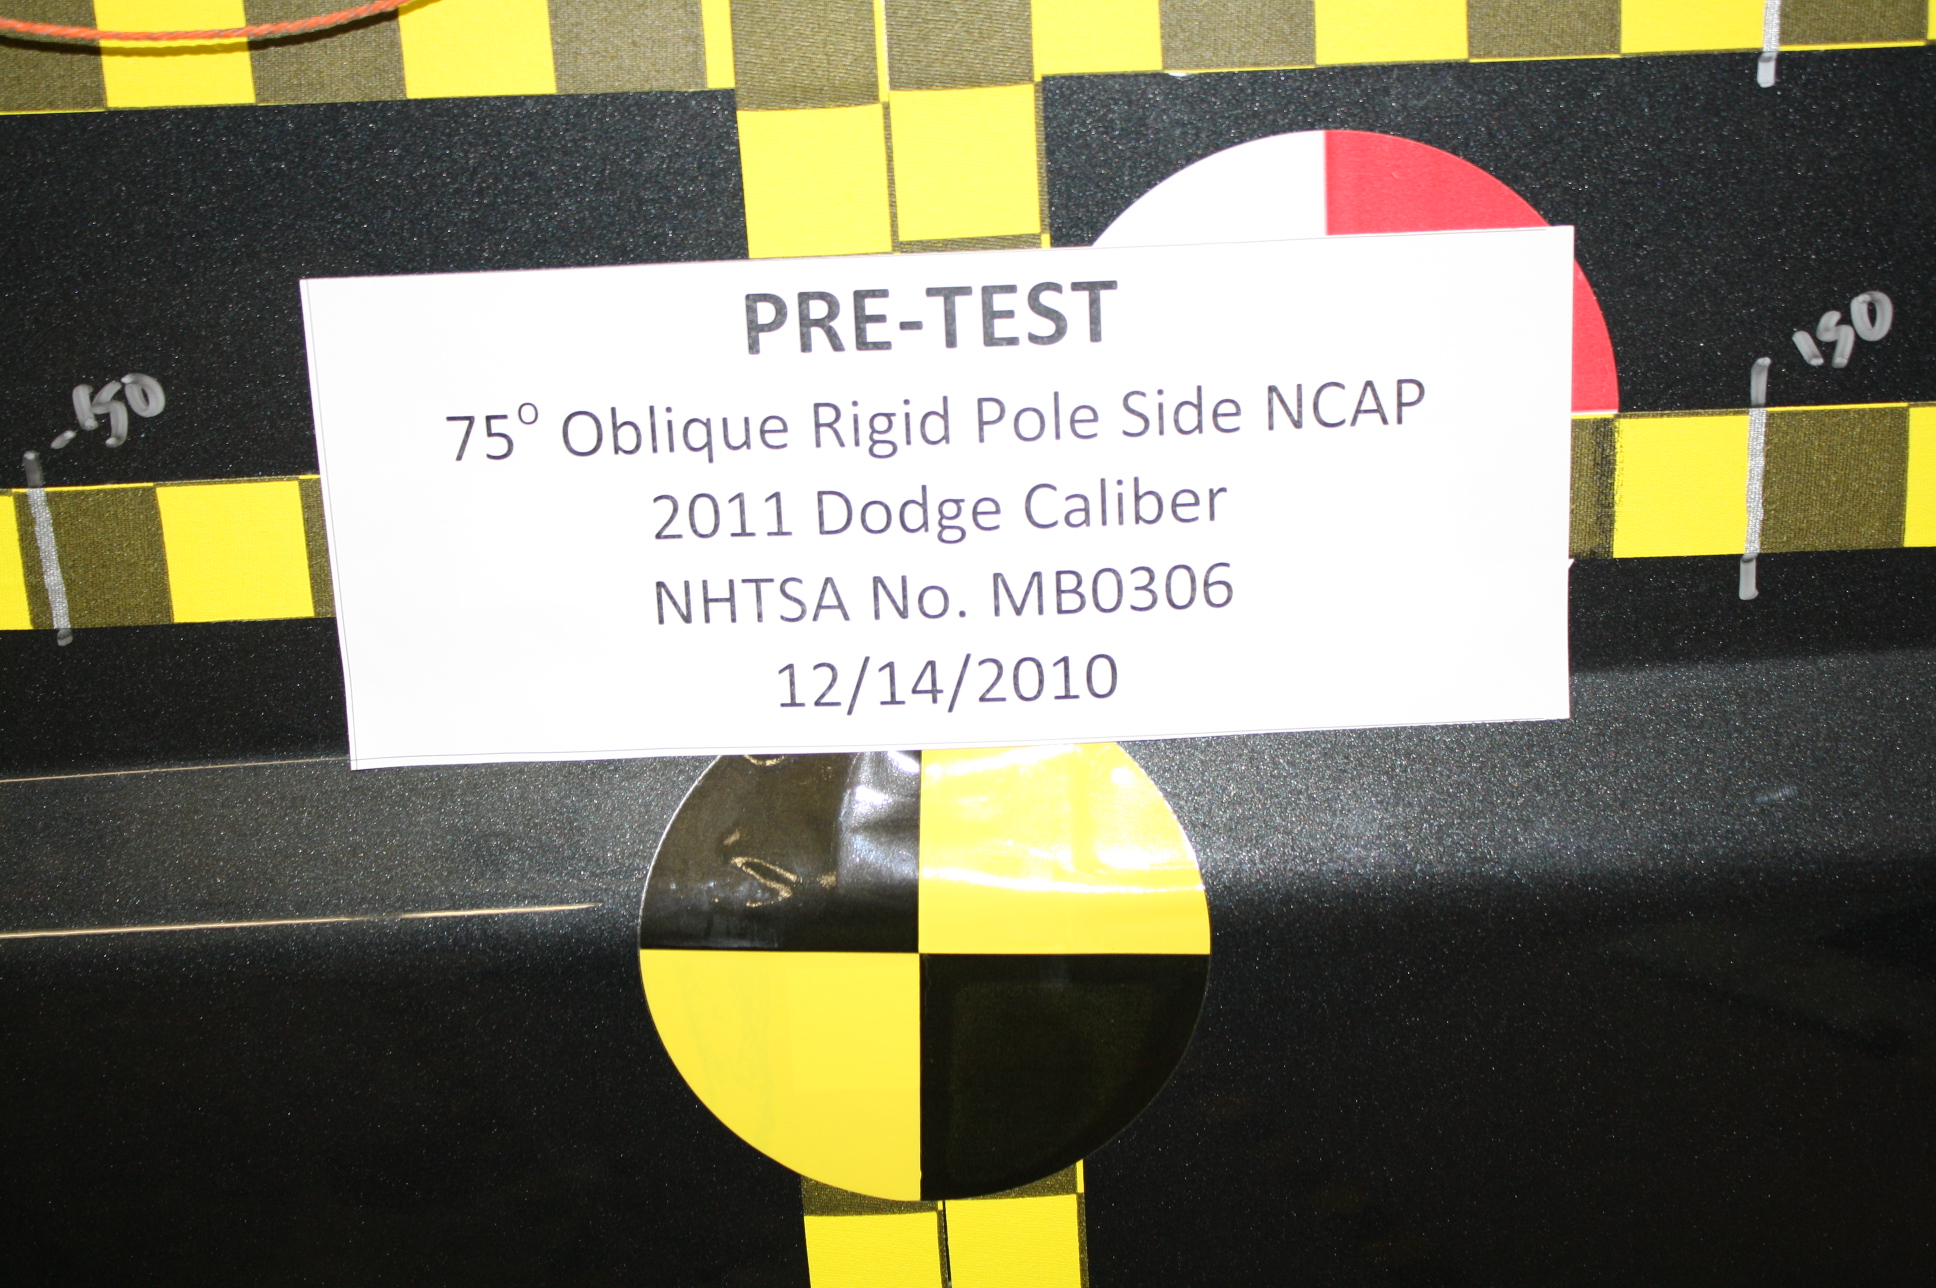 PRE-TEST
75° Oblique Rigid Pole Side NCAP
2011 Dodge Caliber
NHTSA No. MB0306
12/14/2010
-150
150